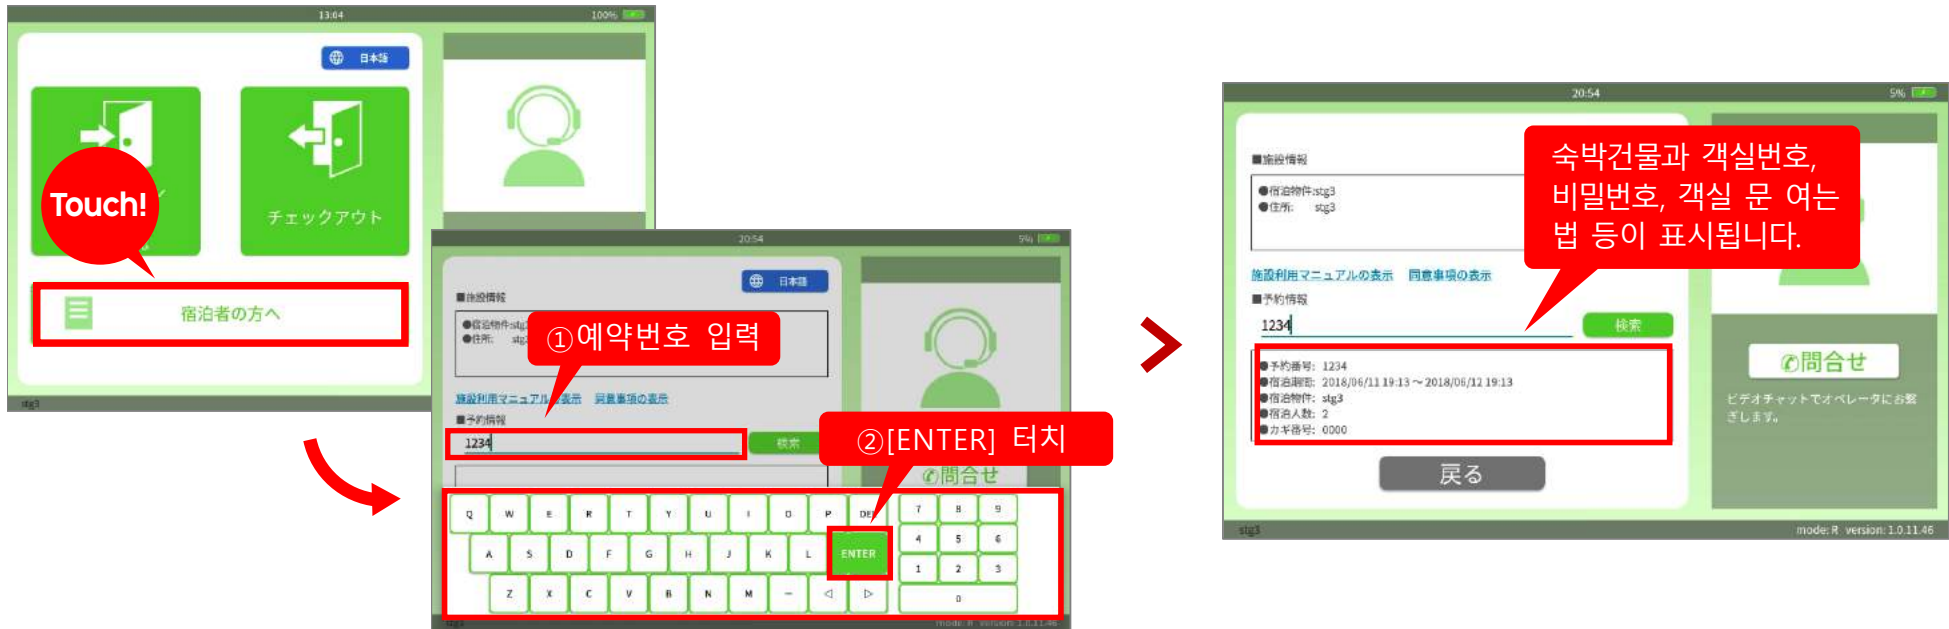 13:04
100%
日本語
Touch!
チェックアウト
宿泊者の方へ
stg3
20:54
5%
日本語
■施設情報
●宿泊物件:stg
●住所: stg
①예약번호 입력
施設利用マニュアルの表示 同意事項の表示
■予約情報
1234
検索
②[ENTER] 터치
✆問合せ
Q W E R T Y U I O P DEL 7 8 9
A S D F G H J K L ENTER 4 5 6
1 2 3
Z X C V B N M － ◁ ▷ 0
stg3
mode: R version: 1.0.11.46
20:54
5%
숙박건물과 객실번호,
비밀번호, 객실 문 여는
법 등이 표시됩니다.
■施設情報
●宿泊物件:stg3
●住所: stg3
施設利用マニュアルの表示 同意事項の表示
■予約情報
1234
検索
●予約番号: 1234
●宿泊期間: 2018/06/11 19:13 ～ 2018/06/12 19:13
●宿泊物件: stg3
●宿泊人数: 2
●カギ番号: 0000
戻る
✆問合せ
ビデオチャットでオペレータにお繋
ぎします。
stg3
mode: R version: 1.0.11.46